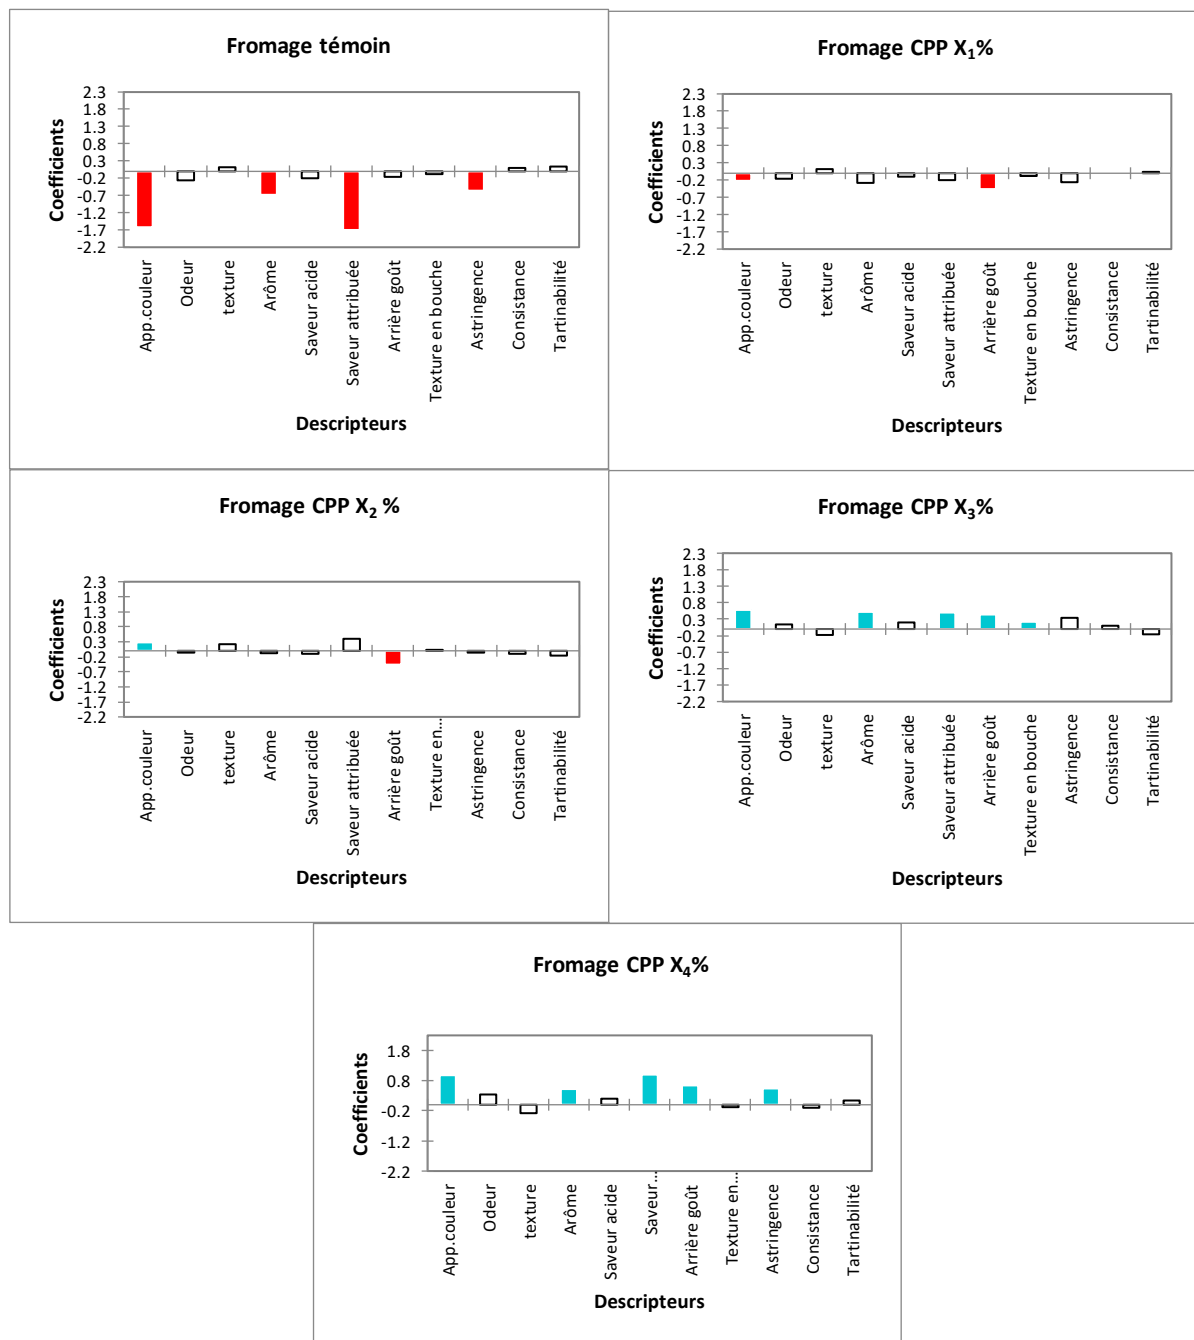 Fromage témoin
Coefficients
2.3
1.8
1.3
0.8
0.3
-0.2
-0.7
-1.2
-1.7
-2.2
App.couleur
Odeur
texture
Arôme
Saveur acide
Saveur attribuée
Arrière goût
Texture en bouche
Astringence
Consistance
Tartinabilité
Descripteurs
Fromage CPP X₁%
Coefficients
2.3
1.8
1.3
0.8
0.3
-0.2
-0.7
-1.2
-1.7
-2.2
App.couleur
Odeur
texture
Arôme
Saveur acide
Saveur attribuée
Arrière goût
Texture en bouche
Astringence
Consistance
Tartinabilité
Descripteurs
Fromage CPP X₂ %
Coefficients
2.3
1.8
1.3
0.8
0.3
-0.2
-0.7
-1.2
-1.7
-2.2
App.couleur
Odeur
texture
Arôme
Saveur acide
Saveur attribuée
Arrière goût
Texture en...
Astringence
Consistance
Tartinabilité
Descripteurs
Fromage CPP X₃%
Coefficients
2.3
1.8
1.3
0.8
0.3
-0.2
-0.7
-1.2
-1.7
-2.2
App.couleur
Odeur
texture
Arôme
Saveur acide
Saveur attribuée
Arrière goût
Texture en bouche
Astringence
Consistance
Tartinabilité
Descripteurs
Fromage CPP X₄%
Coefficients
1.8
0.8
-0.2
-1.2
-2.2
App.couleur
Odeur
texture
Arôme
Saveur acide
Saveur...
Arrière goût
Texture en...
Astringence
Consistance
Tartinabilité
Descripteurs